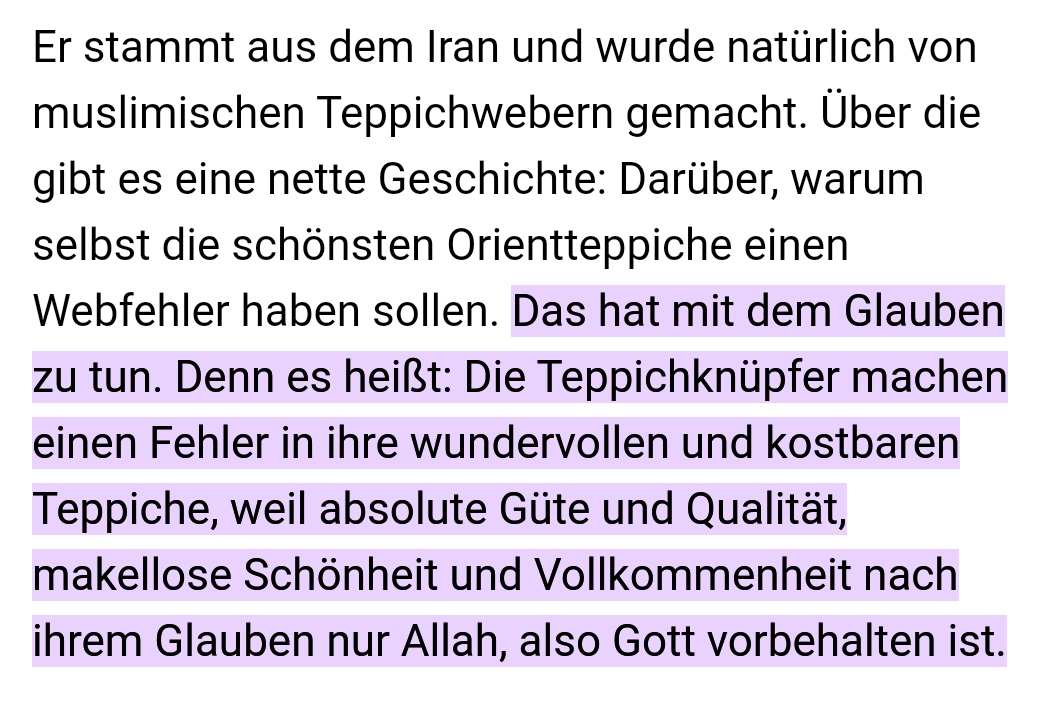 Er stammt aus dem Iran und wurde natürlich von
muslimischen Teppichwebern gemacht. Über die
gibt es eine nette Geschichte: Darüber, warum
selbst die schönsten Orientteppiche einen
Webfehler haben sollen. Das hat mit dem Glauben
zu tun. Denn es heißt: Die Teppichknüpfer machen
einen Fehler in ihre wundervollen und kostbaren
Teppiche, weil absolute Güte und Qualität,
makellose Schönheit und Vollkommenheit nach
ihrem Glauben nur Allah, also Gott vorbehalten ist.